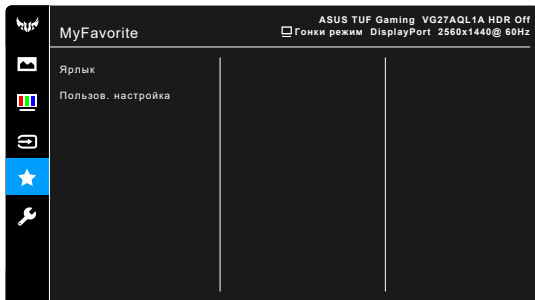 ASUS TUF Gaming VG27AQL1A HDR Off
MyFavorite
Гонки режим DisplayPort 2560x1440@ 60Hz
Ярлык
Пользов. настройка